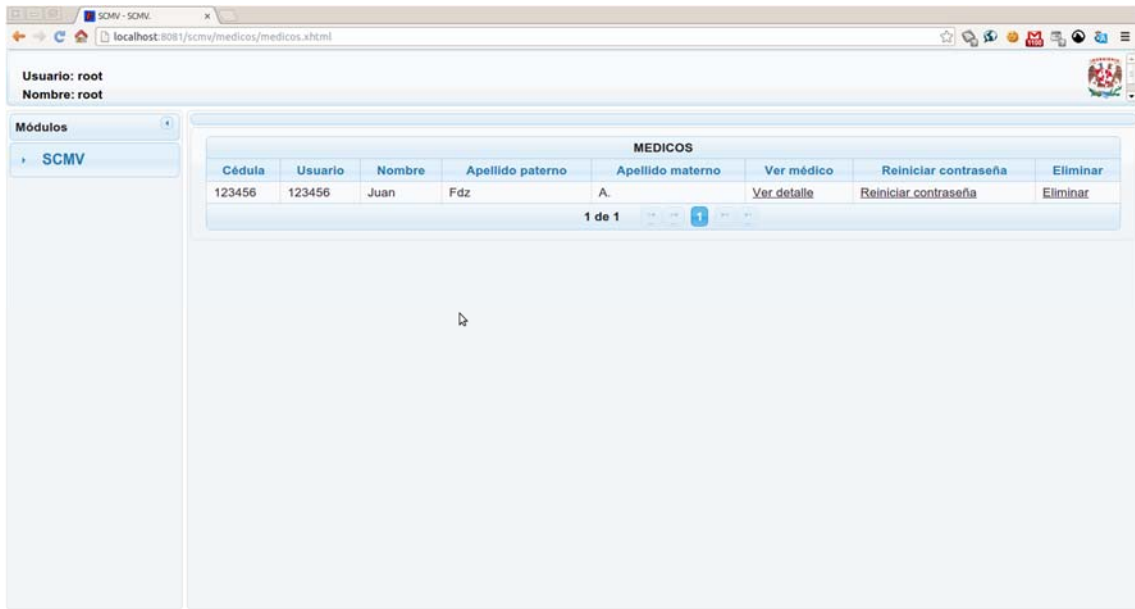 SCMV - SCMV.
localhost:8081/scmv/medicos/medicos.xhtml
1100
Usuario: root
Nombre: root
Módulos
SCMV
MEDICOS
Cédula Usuario Nombre Apellido paterno Apellido materno Ver médico Reiniciar contraseña Eliminar
123456 123456 Juan Fdz A. Ver detalle Reiniciar contraseña Eliminar
1 de 1 1